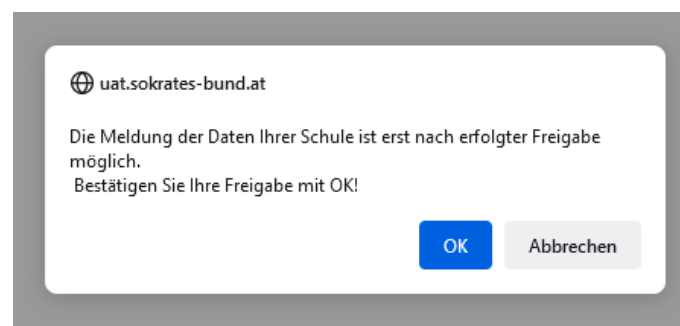 uat.sokrates-bund.at
Die Meldung der Daten Ihrer Schule ist erst nach erfolgter Freigabe
möglich.
Bestätigen Sie Ihre Freigabe mit OK!
OK Abbrechen